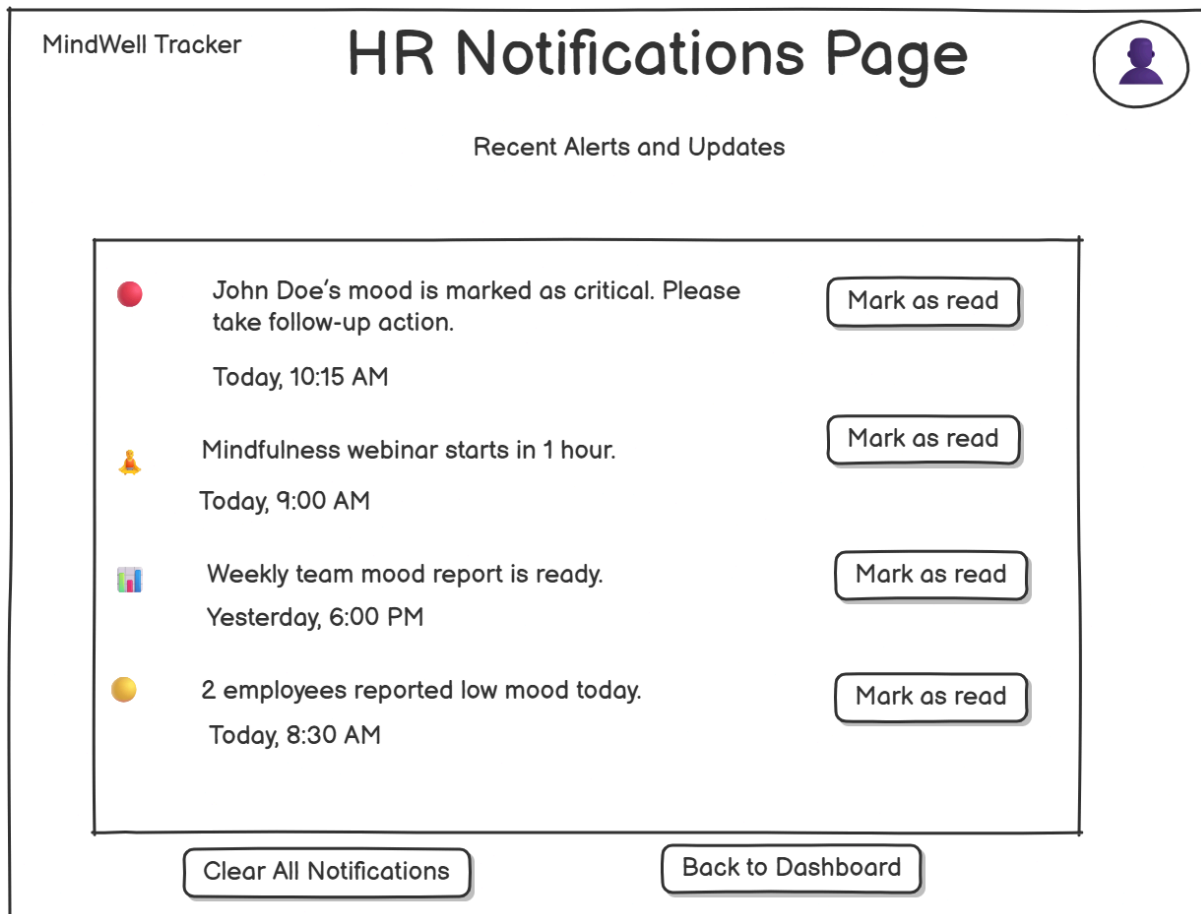 MindWell Tracker
HR Notifications Page
Recent Alerts and Updates
John Doe's mood is marked as critical. Please
take follow-up action.
Mark as read
Today, 10:15 AM
Mindfulness webinar starts in 1 hour.
Mark as read
Today, 9:00 AM
Weekly team mood report is ready.
Mark as read
Yesterday, 6:00 PM
2 employees reported low mood today.
Mark as read
Today, 8:30 AM
Clear All Notifications
Back to Dashboard